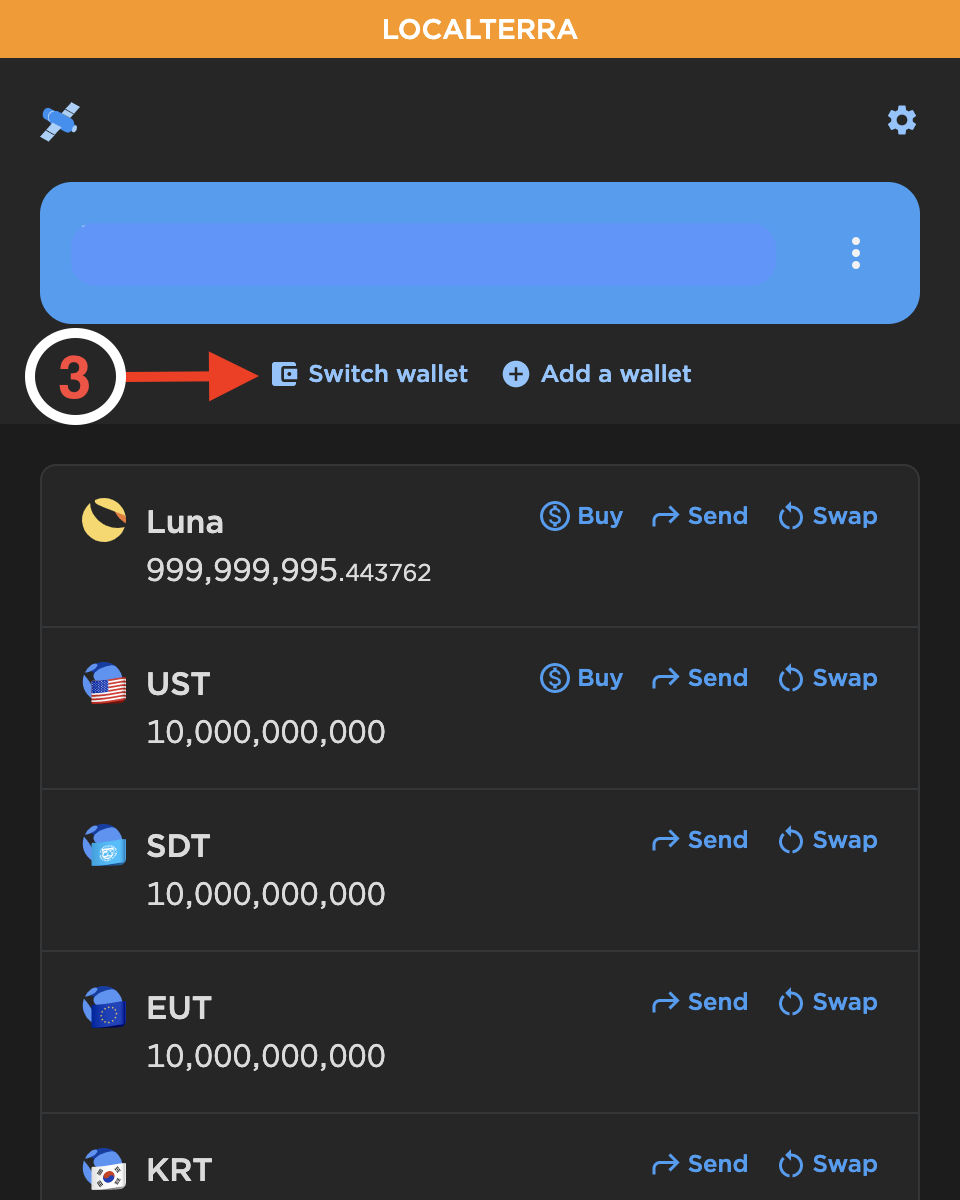 LOCALTERRA
3 Switch wallet Add a wallet
Luna Buy Send Swap
999,999,995.443762
UST Buy Send Swap
10,000,000,000
SDT Send Swap
10,000,000,000
EUT Send Swap
10,000,000,000
KRT Send Swap